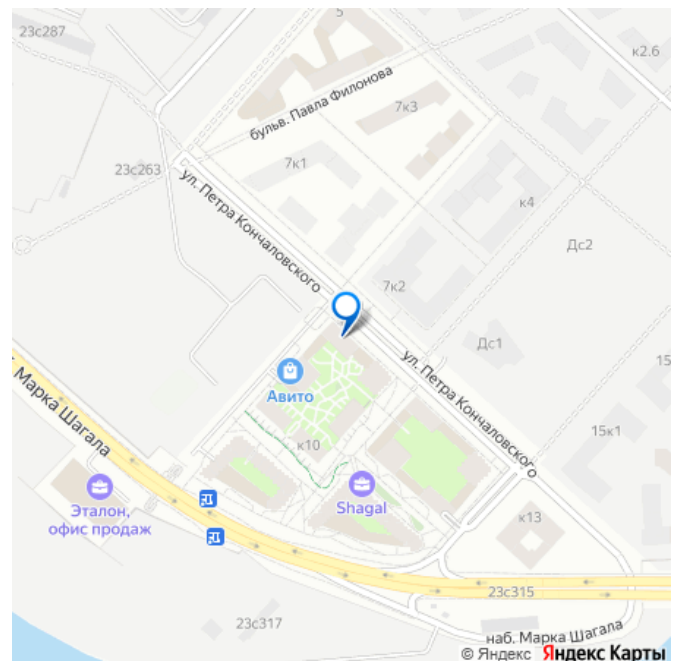 23с287
5
к2.6
бульв. Павла Филонова
7к3
7к1
23с263
ул. Петра Кончаловского
к4
Дс2
7к2
Дс1
ул. Петра Кончаловского
15
Авито
Марка Шагала
15к1
к10
Shagal
Эталон,
офис продаж
к13
23с315
23с317
наб. Марка Шагала
© Яндекс Яндекс Карты